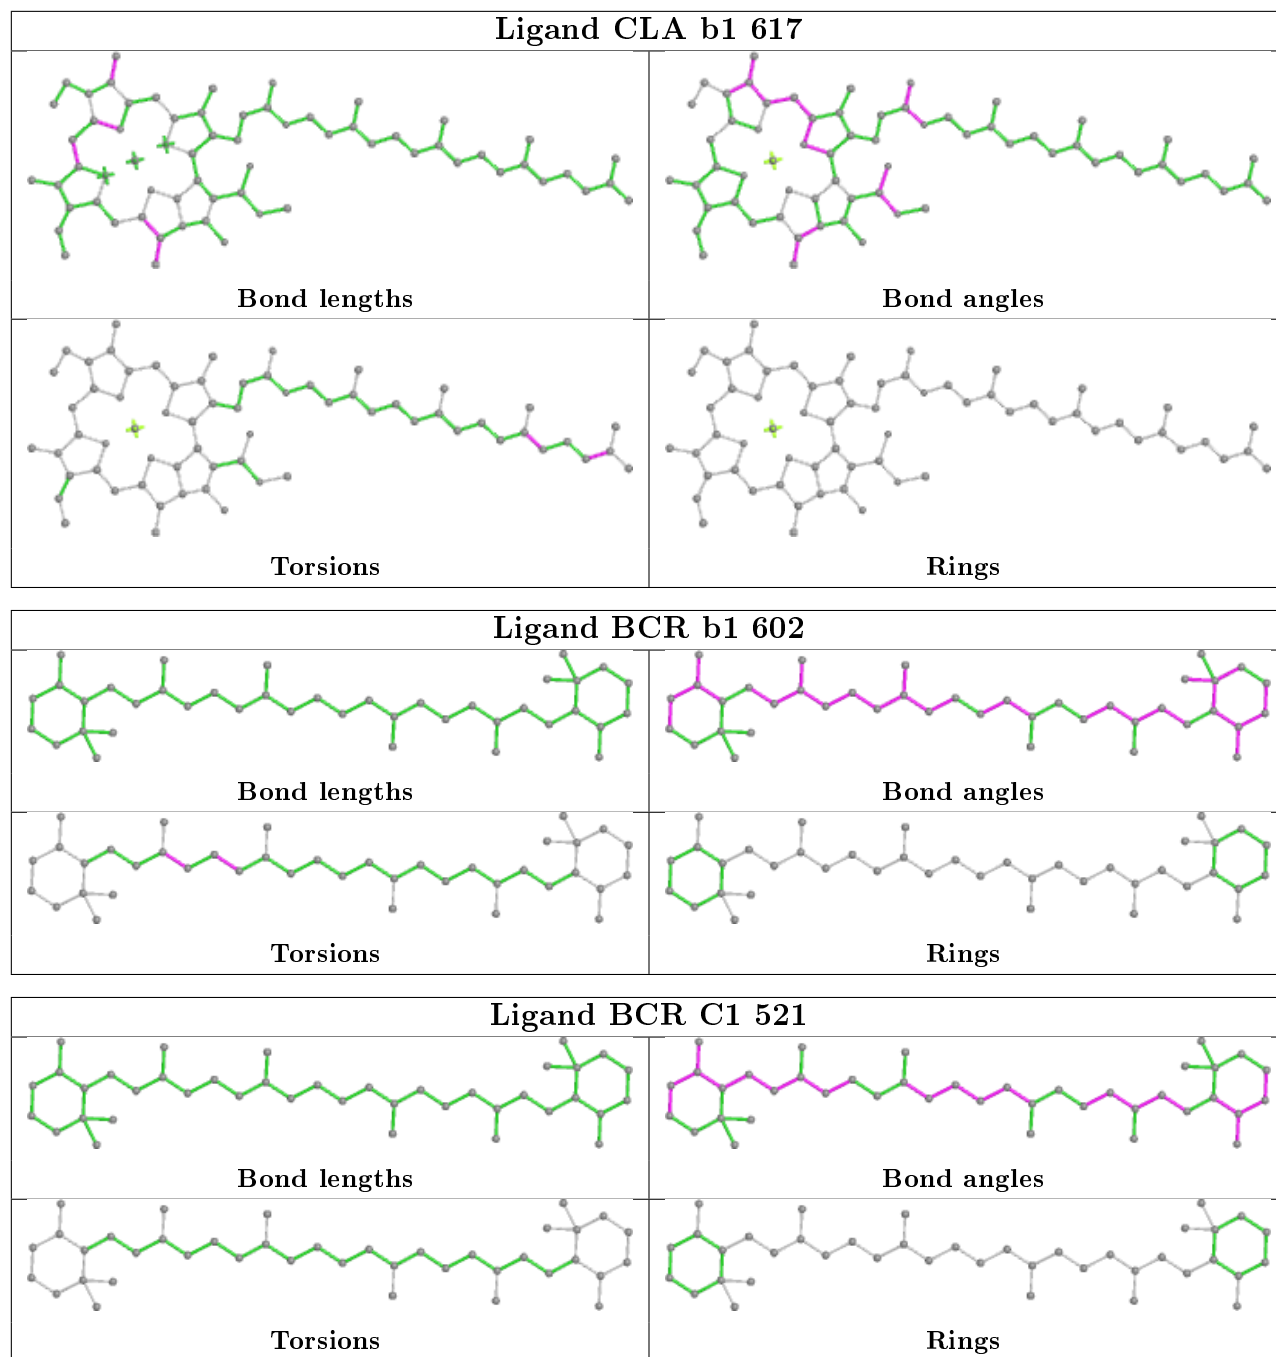 Ligand CLA b1 617
Bond lengths
Bond angles
Torsions
Rings
Ligand BCR b1 602
Bond lengths
Bond angles
Torsions
Rings
Ligand BCR C1 521
Bond lengths
Bond angles
Torsions
Rings